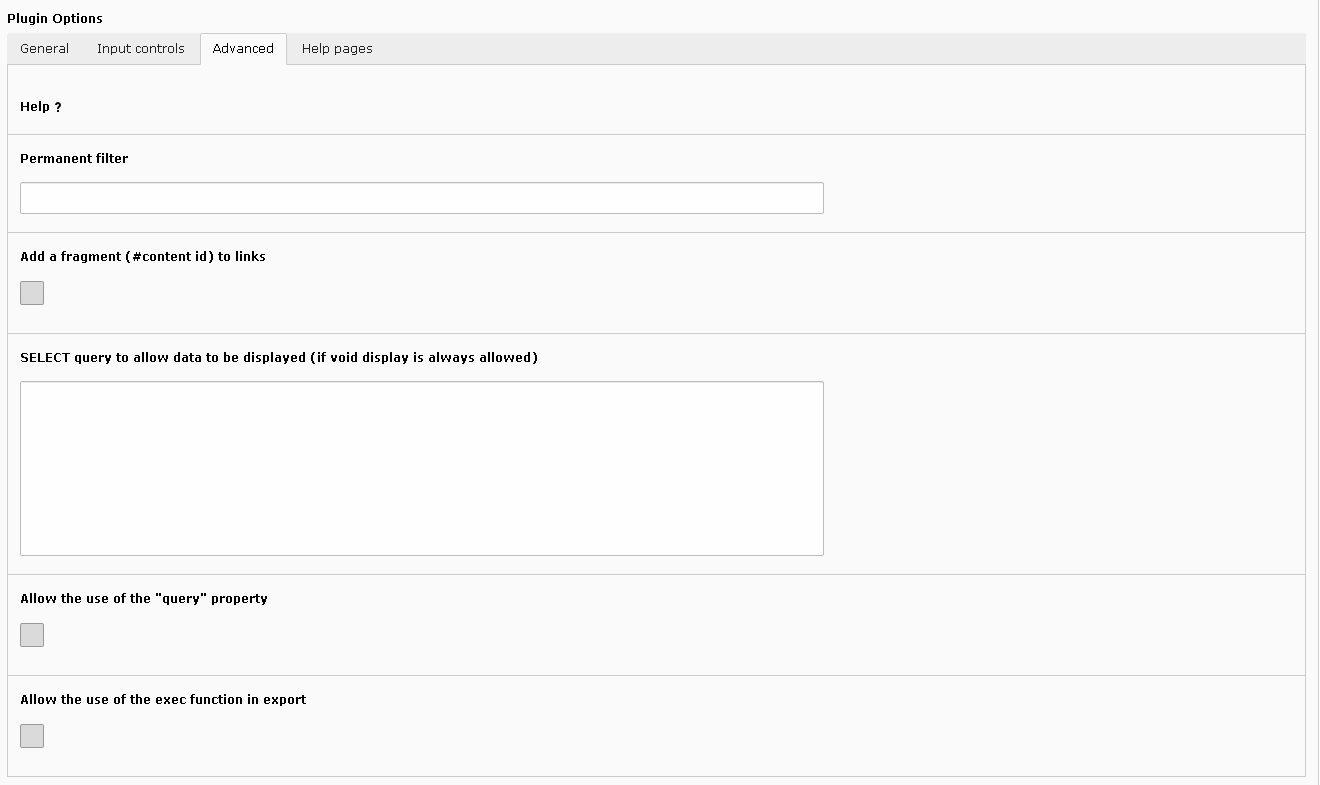 Plugin Options
General Input controls Advanced Help pages
Help ?
Permanent filter
Add a fragment (#content id) to links
SELECT query to allow data to be displayed (if void display is always allowed)
Allow the use of the "query" property
Allow the use of the exec function in export